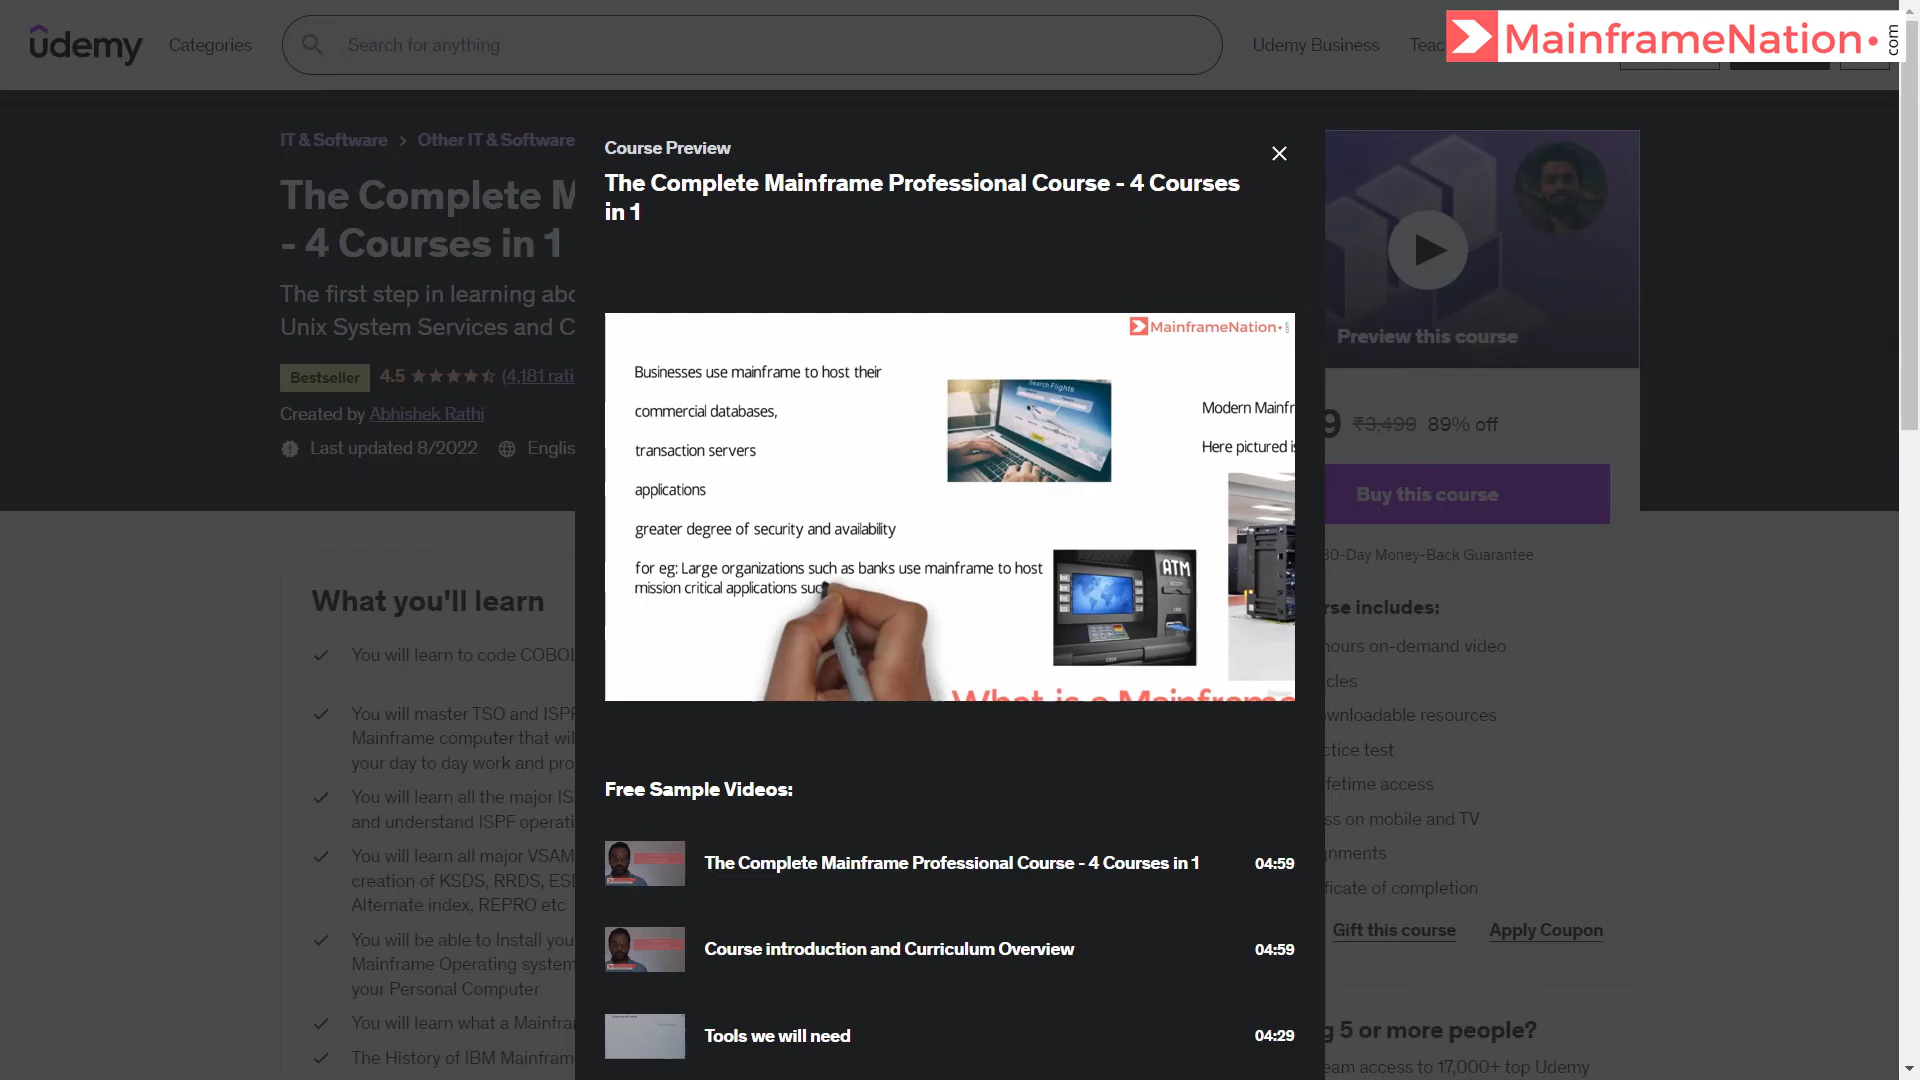 udemy
Categories
Search for anything
Udemy Business
MainframeNation.com
IT & Software > Other IT & Software
The Complete M
- 4 Courses in 1
The first step in learning abo
Unix System Services and C
Bestseller 4.5 (4,181 rati
Created by Abhishek Rathi
Last updated 8/2022 Englis
What you'll learn
You will learn to code COBOL
You will master TSO and ISPF
Mainframe computer that wil
your day to day work and pro
You will learn all the major IS
and understand ISPF operati
You will learn all major VSAM
creation of KSDS, RRDS, ESD
Alternate index, REPRO etc
You will be able to Install you
Mainframe Operating system
your Personal Computer
You will learn what a Mainfra
The History of IBM Mainfram
Course Preview
The Complete Mainframe Professional Course - 4 Courses
in 1
MainframeNation
Businesses use mainframe to host their
commercial databases,
transaction servers
applications
greater degree of security and availability
for eg: Large organizations such as banks use mainframe to host
mission critical applications suc
Search Flights
ATM
Modern Mainfr
Here pictured is
What is a Mainframe
Free Sample Videos:
The Complete Mainframe Professional Course - 4 Courses in 1 04:59
Course introduction and Curriculum Overview 04:59
Tools we will need 04:29
Preview this course
9 ₹3,499 89% off
Buy this course
30-Day Money-Back Guarantee
rse includes:
hours on-demand video
cles
ownloadable resources
ctice test
fetime access
ss on mobile and TV
gnments
ficate of completion
Gift this course Apply Coupon
g 5 or more people?
eam access to 17,000+ top Udemy